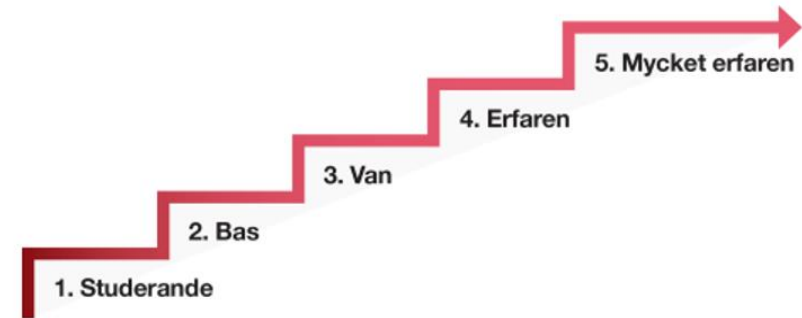 5. Mycket erfaren
4. Erfaren
3. Van
2. Bas
1. Studerande